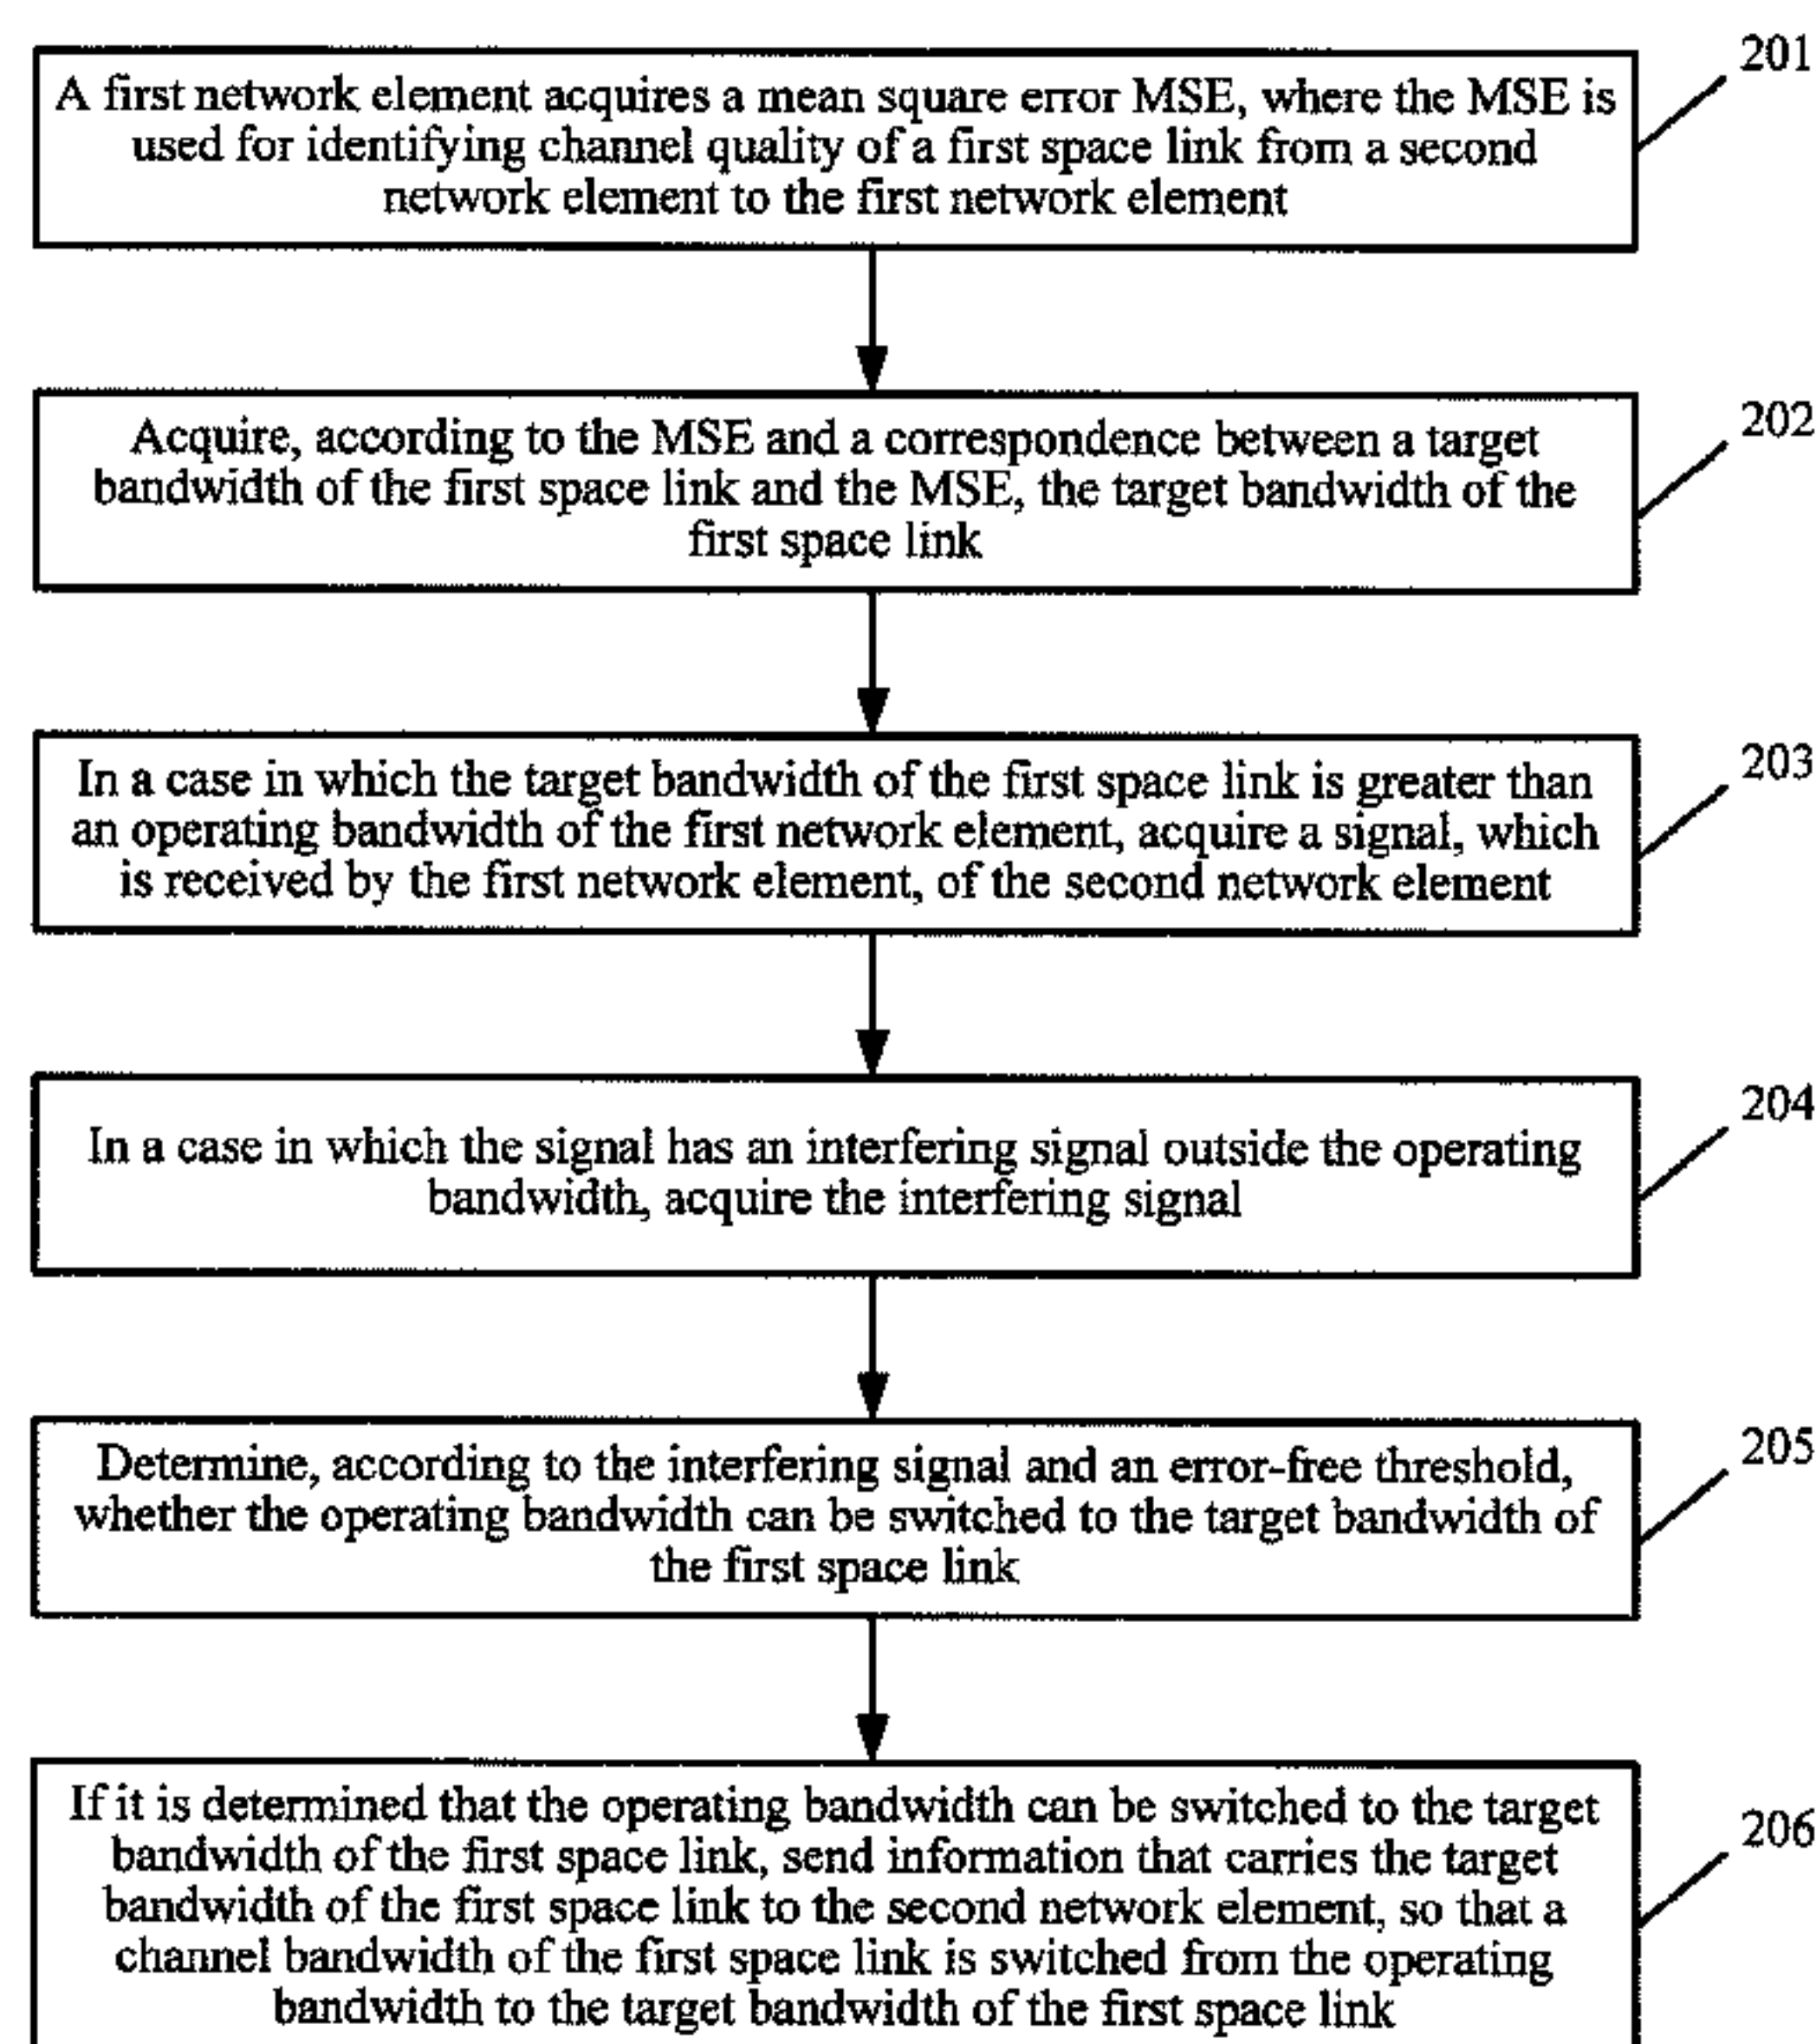 201
A first network element acquires a mean square error MSE, where the MSE is
used for identifying channel quality of a first space link from a second
network element to the first network element
202
Acquire, according to the MSE and a correspondence between a target
bandwidth of the first space link and the MSE, the target bandwidth of the
first space link
203
In a case in which the target bandwidth of the first space link is greater than
an operating bandwidth of the first network element, acquire a signal, which
is received by the first network element, of the second network element
204
In a case in which the signal has an interfering signal outside the operating
bandwidth, acquire the interfering signal
205
Determine, according to the interfering signal and an error-free threshold,
whether the operating bandwidth can be switched to the target bandwidth of
the first space link
206
If it is determined that the operating bandwidth can be switched to the target
bandwidth of the first space link, send information that carries the target
bandwidth of the first space link to the second network element, so that a
channel bandwidth of the first space link is switched from the operating
bandwidth to the target bandwidth of the first space link